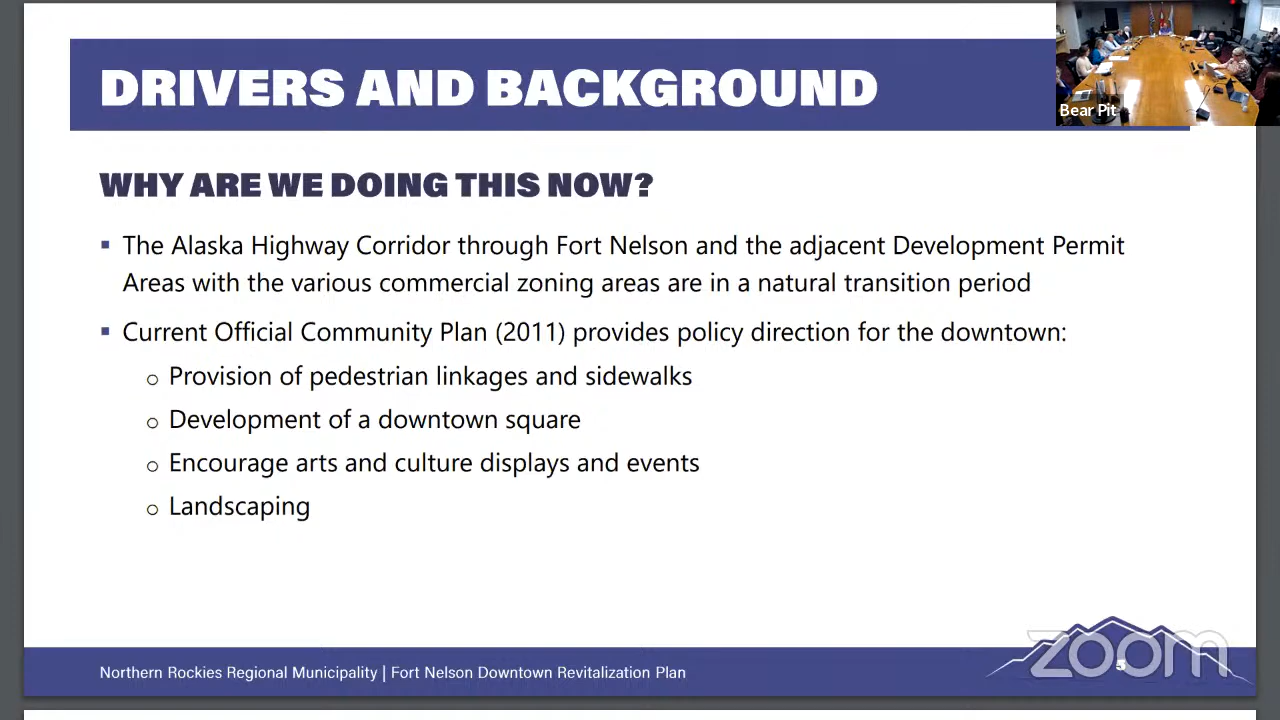 DRIVERS AND BACKGROUND
Bear Pit
WHY ARE WE DOING THIS NOW?
▪ The Alaska Highway Corridor through Fort Nelson and the adjacent Development Permit
Areas with the various commercial zoning areas are in a natural transition period
▪ Current Official Community Plan (2011) provides policy direction for the downtown:
o Provision of pedestrian linkages and sidewalks
o Development of a downtown square
o Encourage arts and culture displays and events
o Landscaping
Northern Rockies Regional Municipality | Fort Nelson Downtown Revitalization Plan
5
zoom